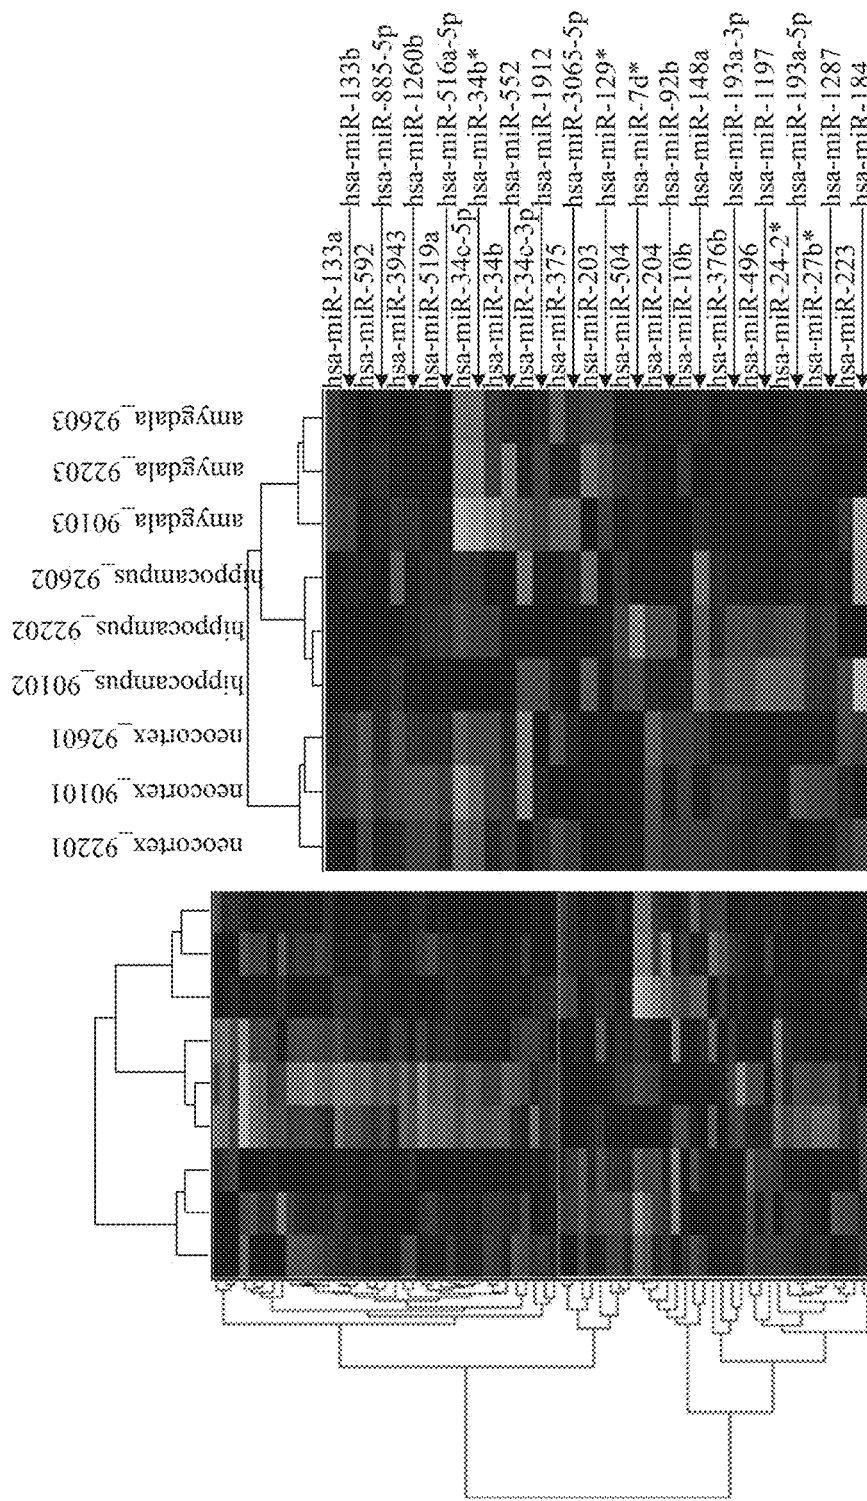 hsa-miR-133b
hsa-miR-885-5p
hsa-miR-1260b
hsa-miR-516a-5p
hsa-miR-34b*
hsa-miR-552
hsa-miR-1912
hsa-miR-3065-5p
hsa-miR-129*
hsa-miR-7d*
hsa-miR-92b
hsa-miR-148a
hsa-miR-193a-3p
hsa-miR-1197
hsa-miR-193a-5p
hsa-miR-1287
hsa-miR-184
hsa-miR-133a
hsa-miR-592
hsa-miR-3943
hsa-miR-519a
hsa-miR-34c-5p
hsa-miR-34b
hsa-miR-34c-3p
hsa-miR-375
hsa-miR-203
hsa-miR-504
hsa-miR-204
hsa-miR-10b
hsa-miR-376b
hsa-miR-496
hsa-miR-24-2*
hsa-miR-27b*
hsa-miR-223
amygdala_92603
amygdala_92203
amygdala_90103
hippocampus_92602
hippocampus_92202
hippocampus_90102
neocortex_92601
neocortex_90101
neocortex_92201